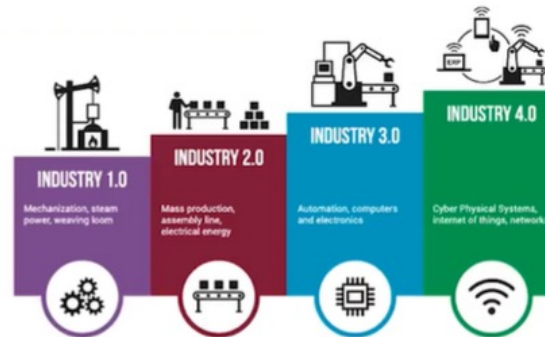 ERP
INDUSTRY 1.0
Mechanization, steam
power, weaving loom
INDUSTRY 2.0
Mass production,
assembly line,
electrical energy
INDUSTRY 3.0
Automation, computers
and electronics
INDUSTRY 4.0
Cyber Physical Systems,
internet of things, network